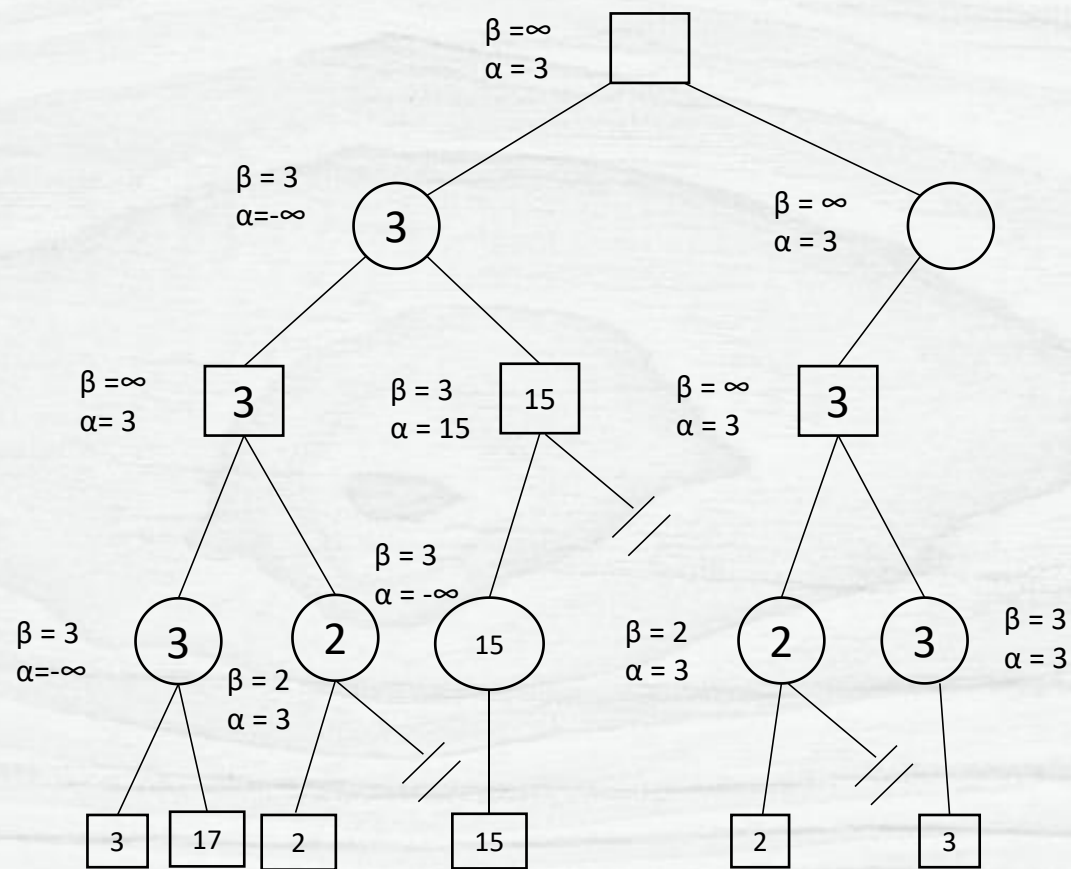 β =∞
α = 3
β = 3
α=-∞
3
β = ∞
α = 3
β =∞
α= 3
3
β = 3
α = 15
15
β = ∞
α = 3
3
β = 3
α=-∞
3
β = 2
α = 3
2
β = 3
α = -∞
15
β = 2
α = 3
2
3
β = 3
α = 3
3
17
2
15
2
3